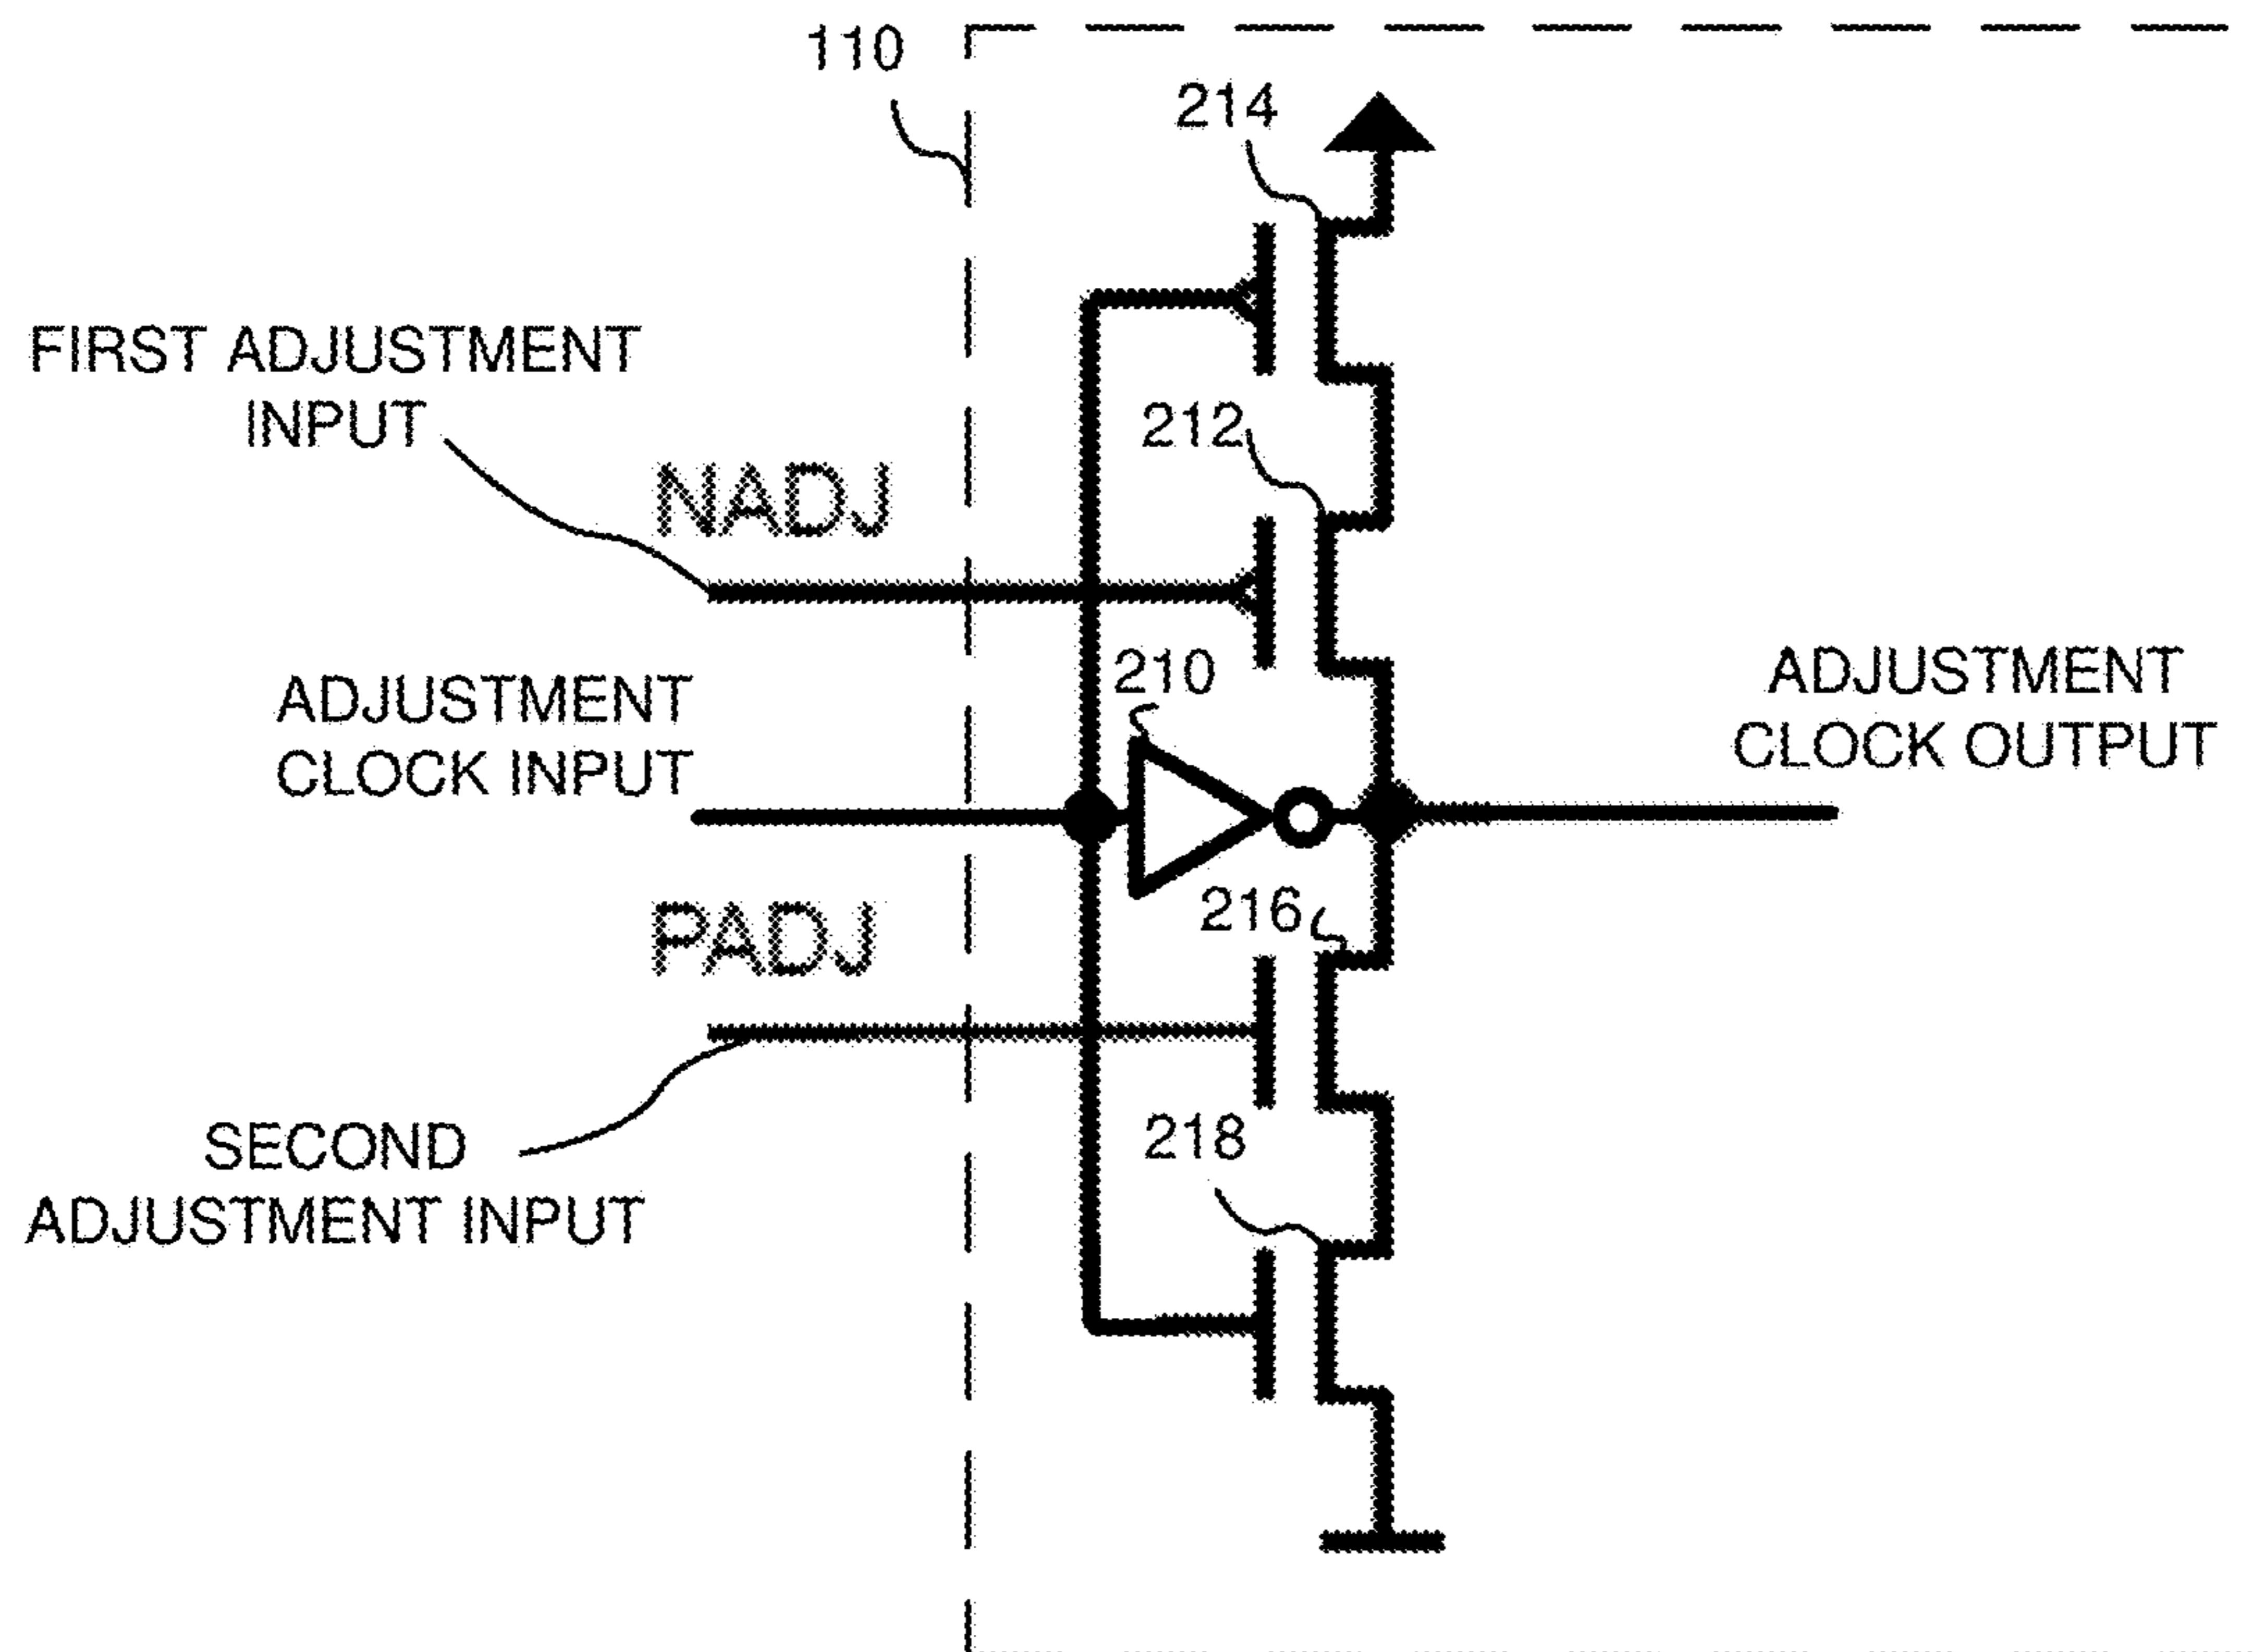 110
214
FIRST ADJUSTMENT
INPUT
212
NADJ
210
ADJUSTMENT
CLOCK INPUT
ADJUSTMENT
CLOCK OUTPUT
216
PADJ
218
SECOND
ADJUSTMENT INPUT